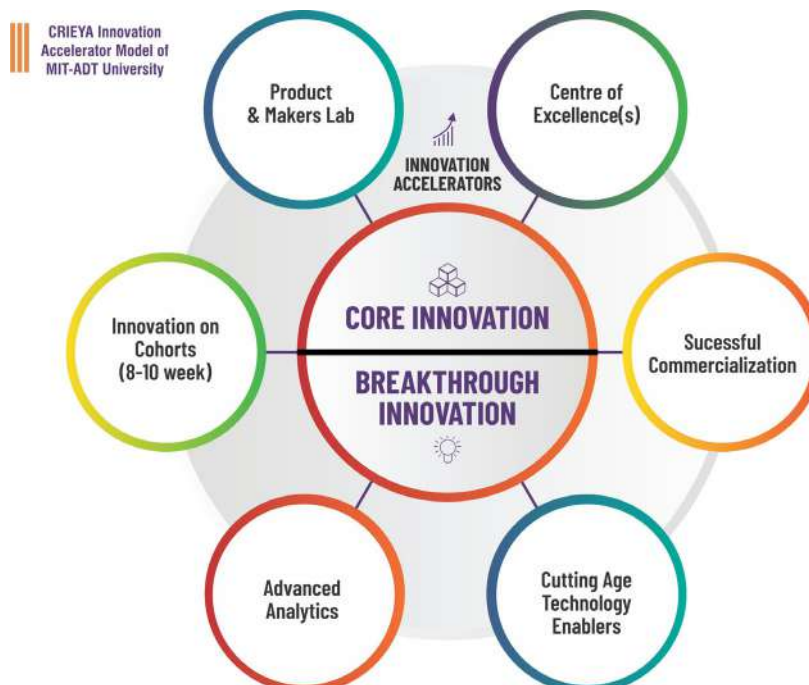 CRIEYA Innovation
Accelerator Model of
MIT-ADT University
Product
& Makers Lab
Centre of
Excellence(s)
INNOVATION
ACCELERATORS
Innovation on
Cohorts
(8-10 week)
CORE INNOVATION
BREAKTHROUGH
INNOVATION
Sucessful
Commercialization
Advanced
Analytics
Cutting Age
Technology
Enablers